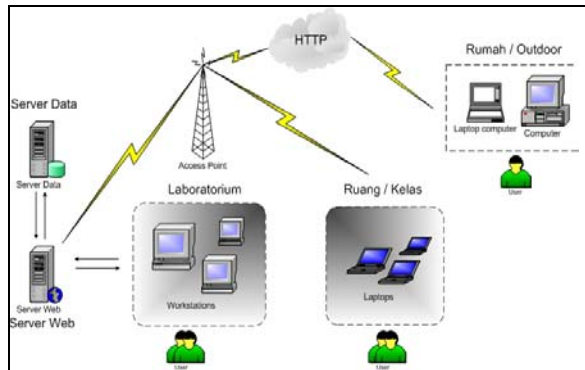 HTTP
Rumah / Outdoor
Laptop computer
Computer
User
Server Data
Server Data
Access Point
Laboratorium
Ruang / Kelas
Workstations
Laptops
Server Web
Server Web
User
User